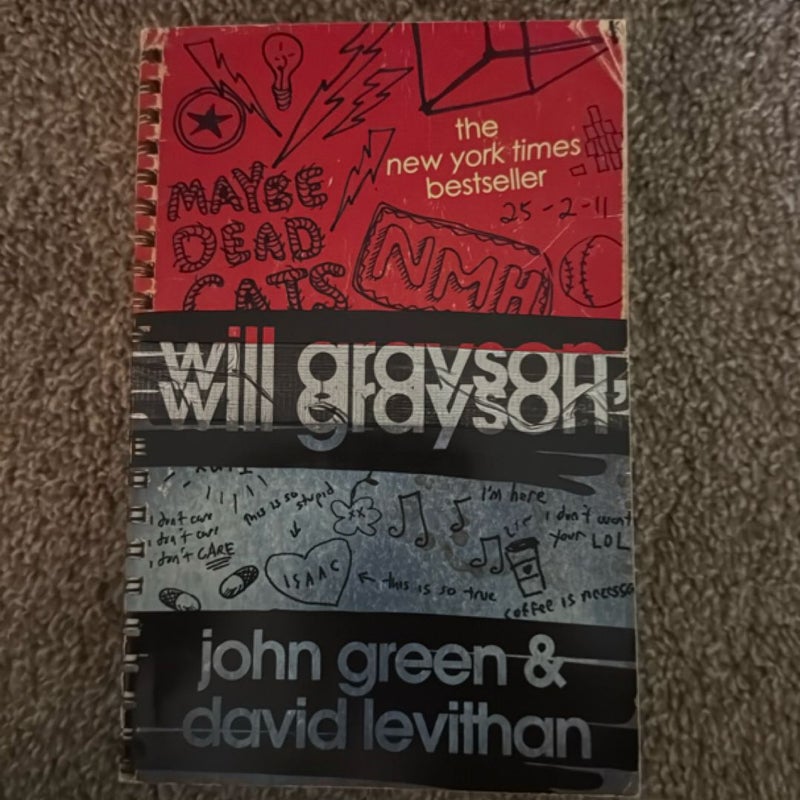 the
new york times
bestseller
25-2-11
MAYBE
DEAD
CATS
NMH
will grayson,
will grayson
i don't care
i don't care
i don't CARE
this is so stupid
I'm here
i don't want
your LOL
ISAAC
this is so true
coffee is necessa
john green &
david levithan